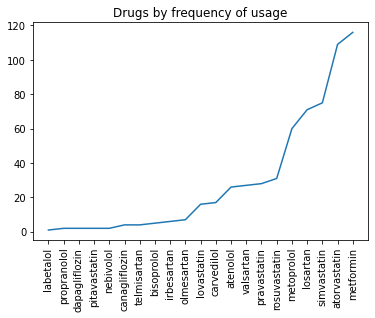 Drugs by frequency of usage
120
100
80
60
40
20
0
labetalol
propranolol
dapagliflozin
pitavastatin
nebivolol
canagliflozin
telmisartan
bisoprolol
irbesartan
olmesartan
lovastatin
carvedilol
atenolol
valsartan
pravastatin
rosuvastatin
metoprolol
losartan
simvastatin
atorvastatin
metformin